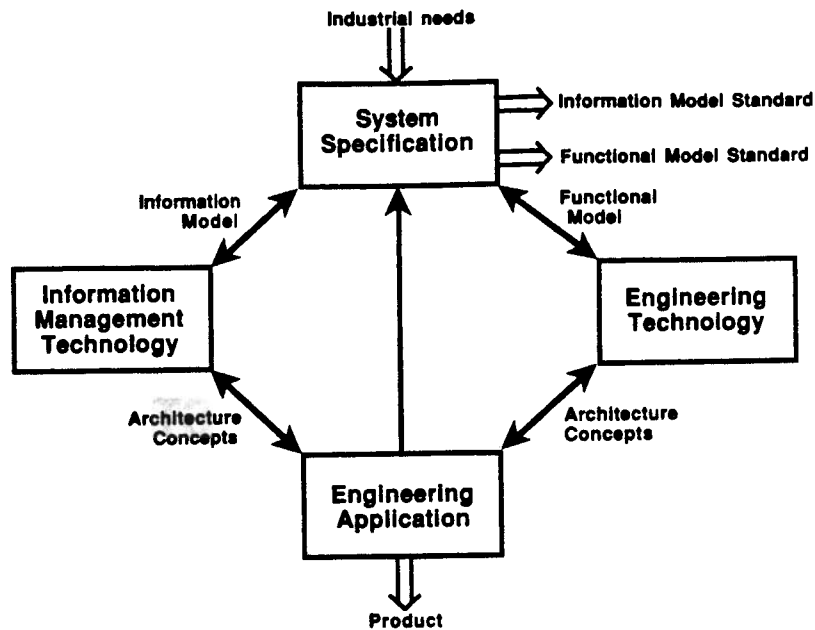 Industrial needs
System
Specification
Information Model Standard
Functional Model Standard
Information
Model
Functional
Model
Information
Management
Technology
Engineering
Technology
Architecture
Concepts
Architecture
Concepts
Engineering
Application
Product